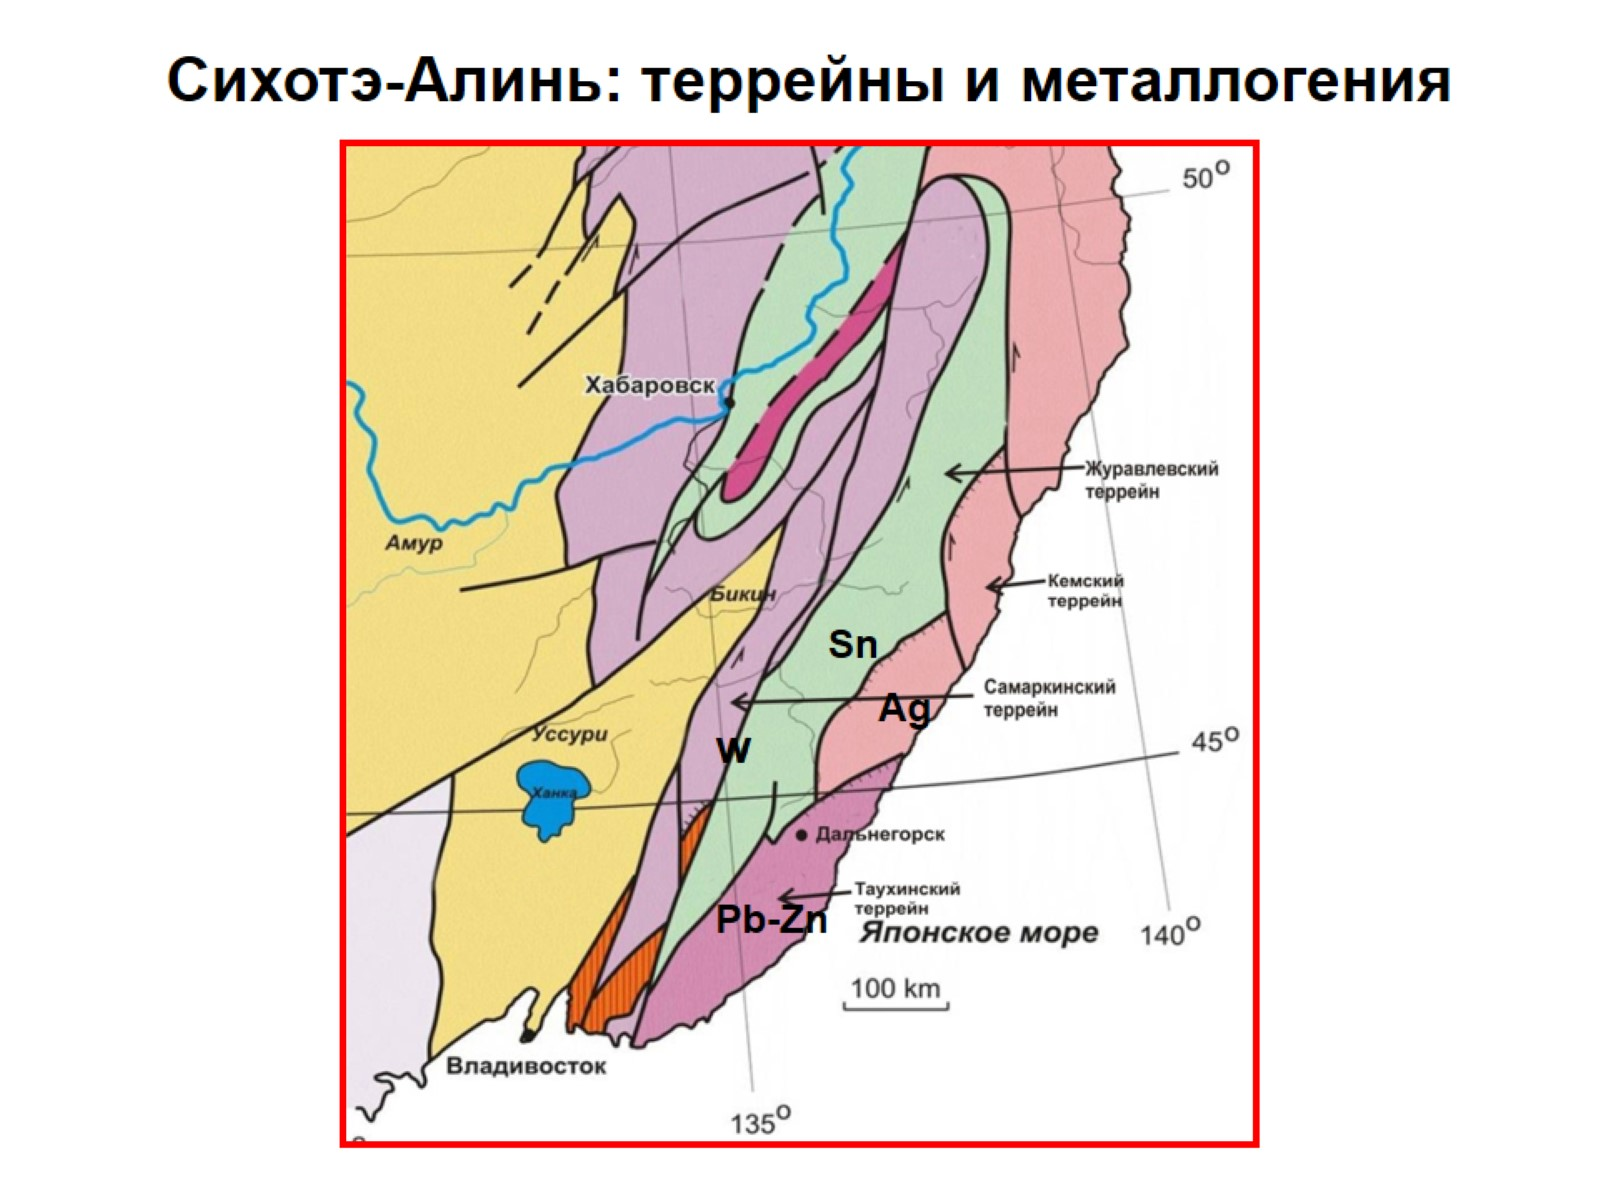 Сихотэ-Алинь: террейны и металлогения
50°
Хабаровск
Журавлевский
террейн
Амур
Кемский
террейн
Бикин
Sn
Самаркинский
террейн
Ag
Уссури
W
45°
Ханка
Дальнегорск
Таухинский
террейн
Pb-Zn
Японское море
140°
100 km
Владивосток
135°